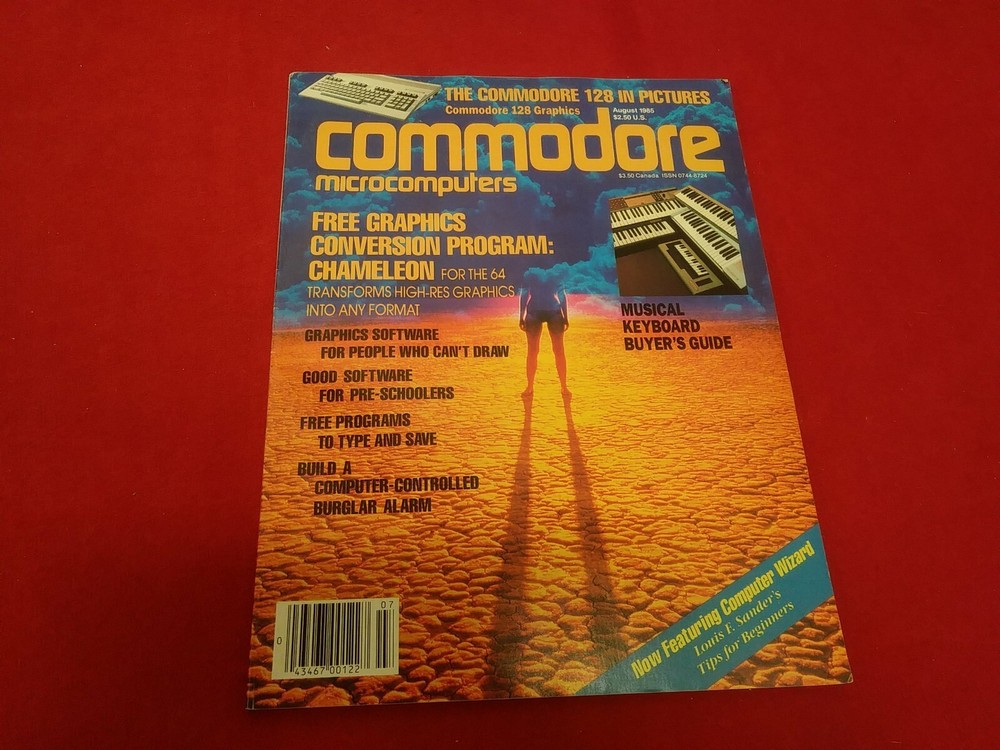 THE COMMODORE 128 IN PICTURES
Commodore 128 Graphics
August 1985
$2.50 U.S.
commodore
$3.50 Canada ISSN 0744-8724
microcomputers
FREE GRAPHICS
CONVERSION PROGRAM:
CHAMELEON FOR THE 64
TRANSFORMS HIGH-RES GRAPHICS
INTO ANY FORMAT
MUSICAL
KEYBOARD
BUYER'S GUIDE
GRAPHICS SOFTWARE
FOR PEOPLE WHO CAN'T DRAW
GOOD SOFTWARE
FOR PRE-SCHOOLERS
FREE PROGRAMS
TO TYPE AND SAVE
BUILD A
COMPUTER-CONTROLLED
BURGLAR ALARM
Now Featuring Computer Wizard
Louis F. Sander's
Tips for Beginners
07
0
43467 00122